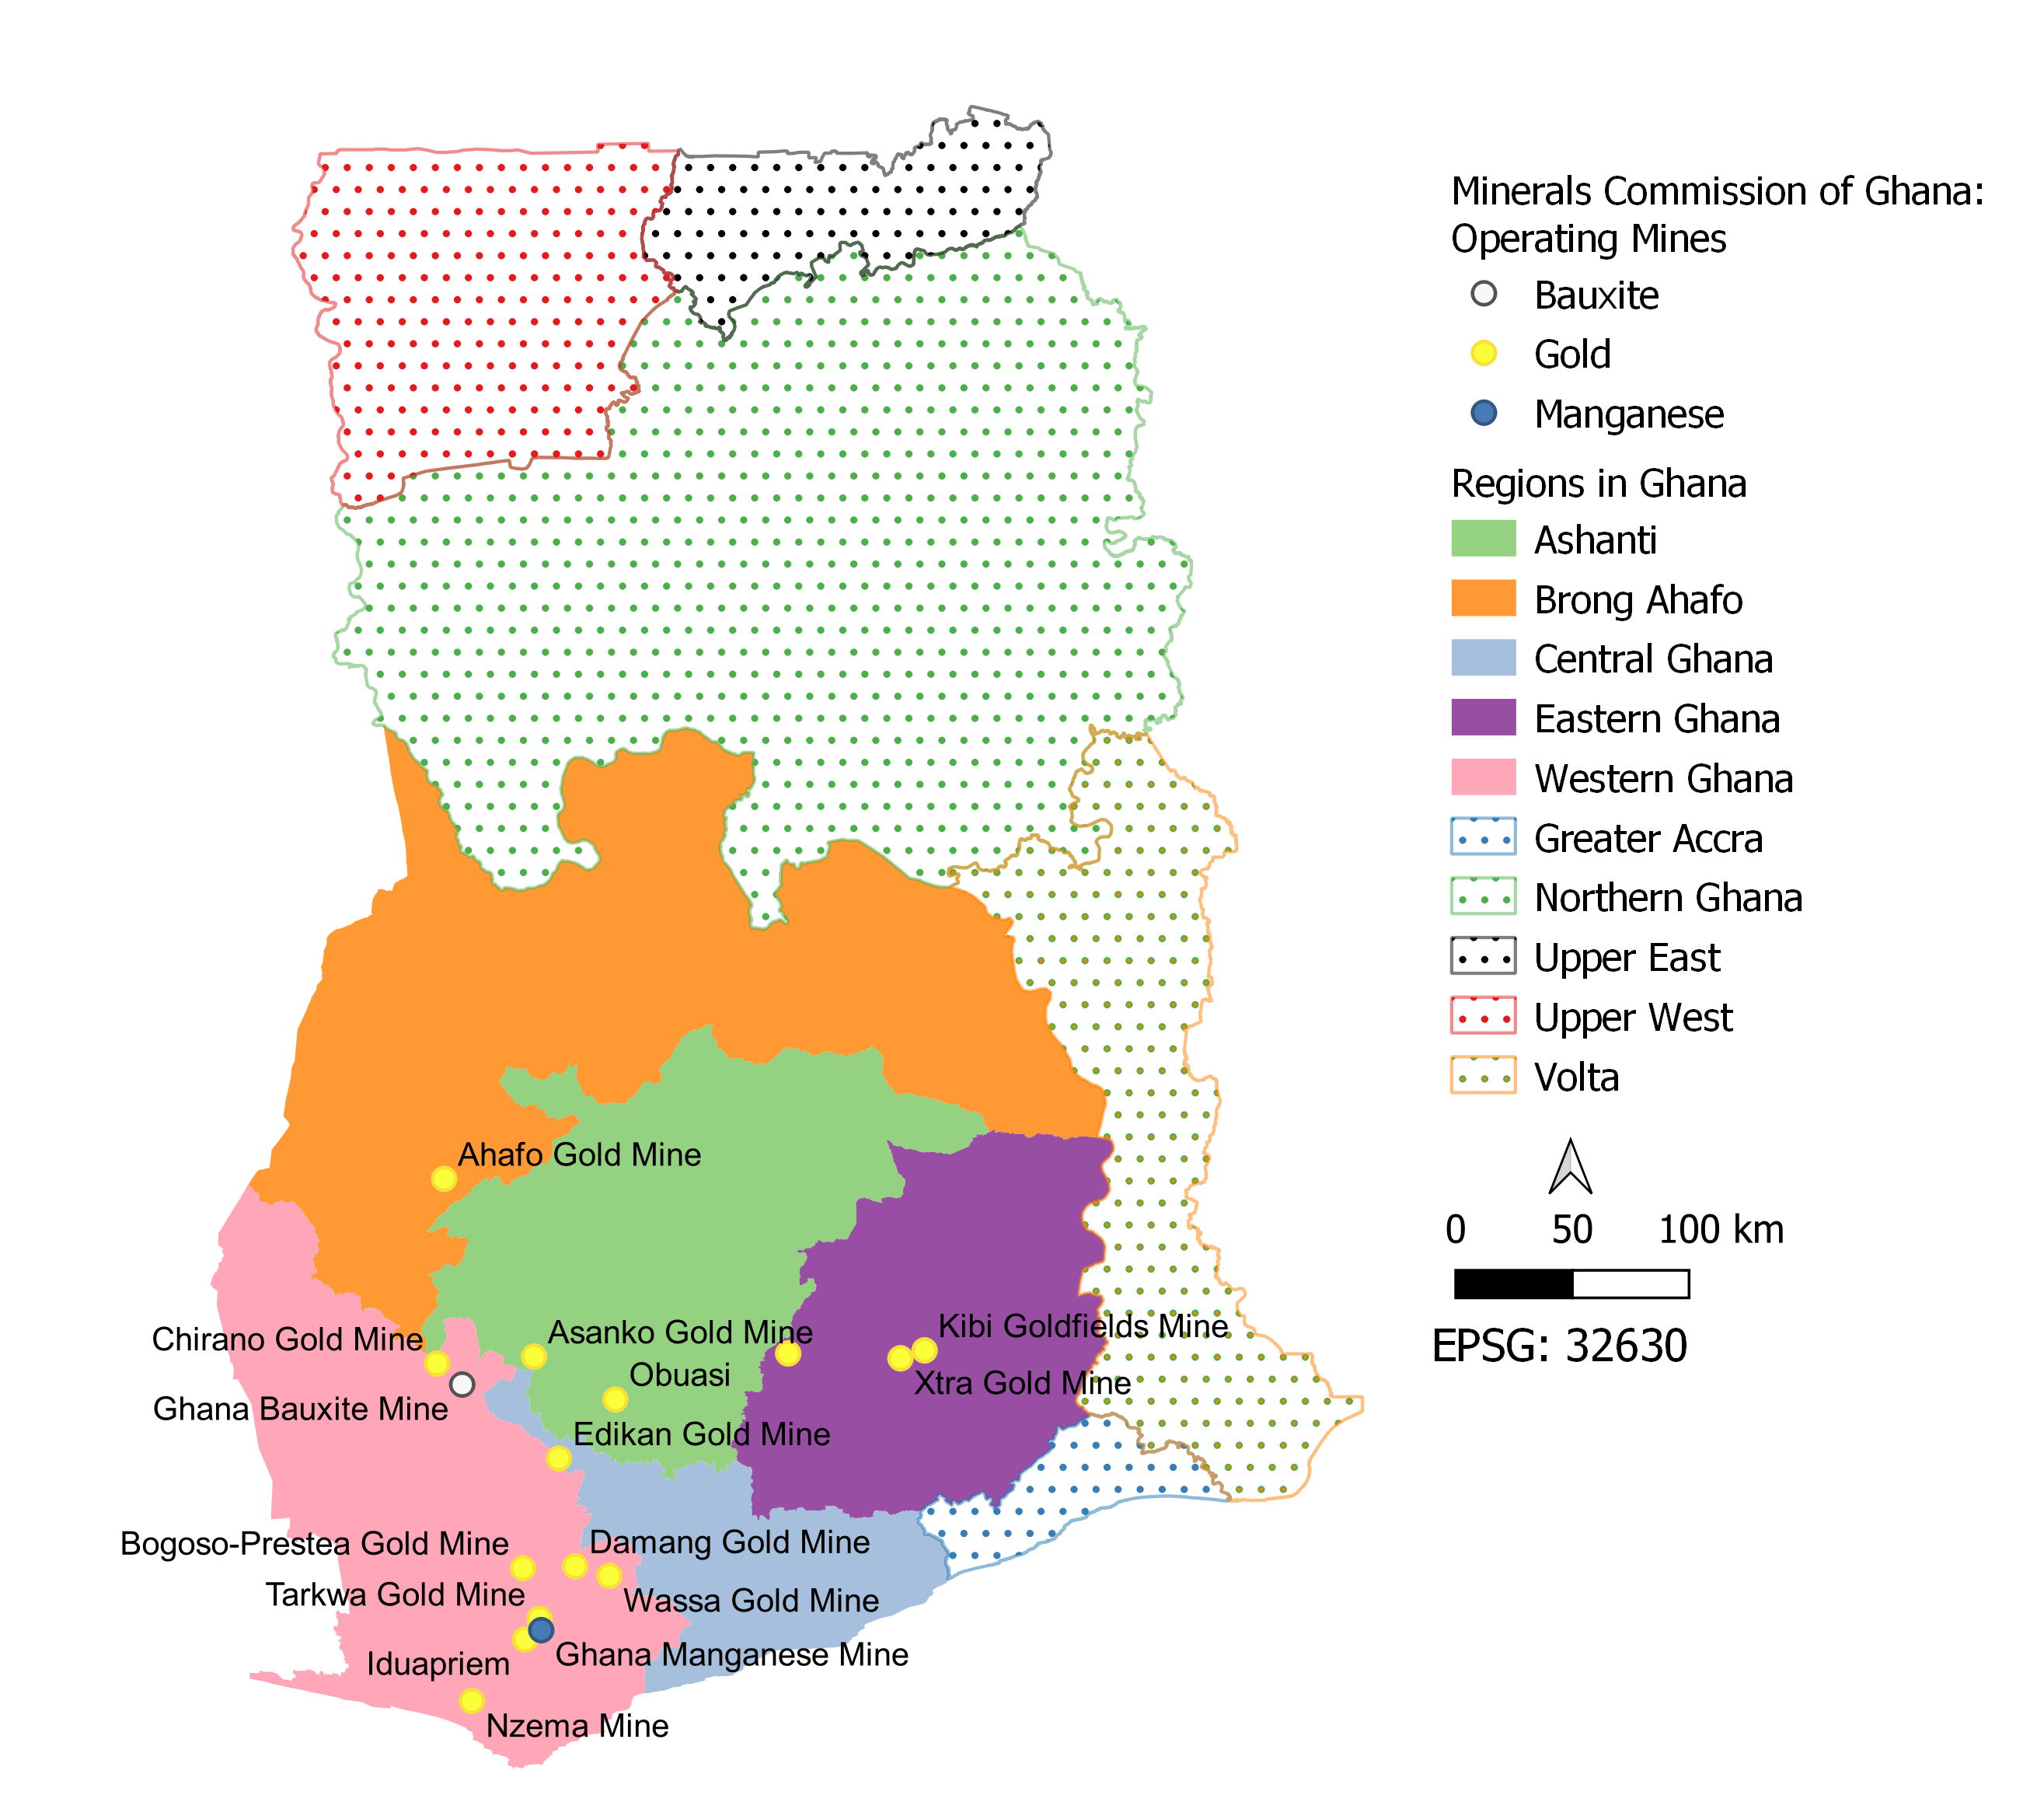 Minerals Commission of Ghana:
Operating Mines
Bauxite
Gold
Manganese
Regions in Ghana
Ashanti
Brong Ahafo
Central Ghana
Eastern Ghana
Western Ghana
Greater Accra
Northern Ghana
Upper East
Upper West
Volta
0 50 100 km
EPSG: 32630
Ahafo Gold Mine
Chirano Gold Mine
Asanko Gold Mine
Kibi Goldfields Mine
Obuasi
Xtra Gold Mine
Ghana Bauxite Mine
Edikan Gold Mine
Bogoso-Prestea Gold Mine
Damang Gold Mine
Tarkwa Gold Mine
Wassa Gold Mine
Iduapriem
Ghana Manganese Mine
Nzema Mine